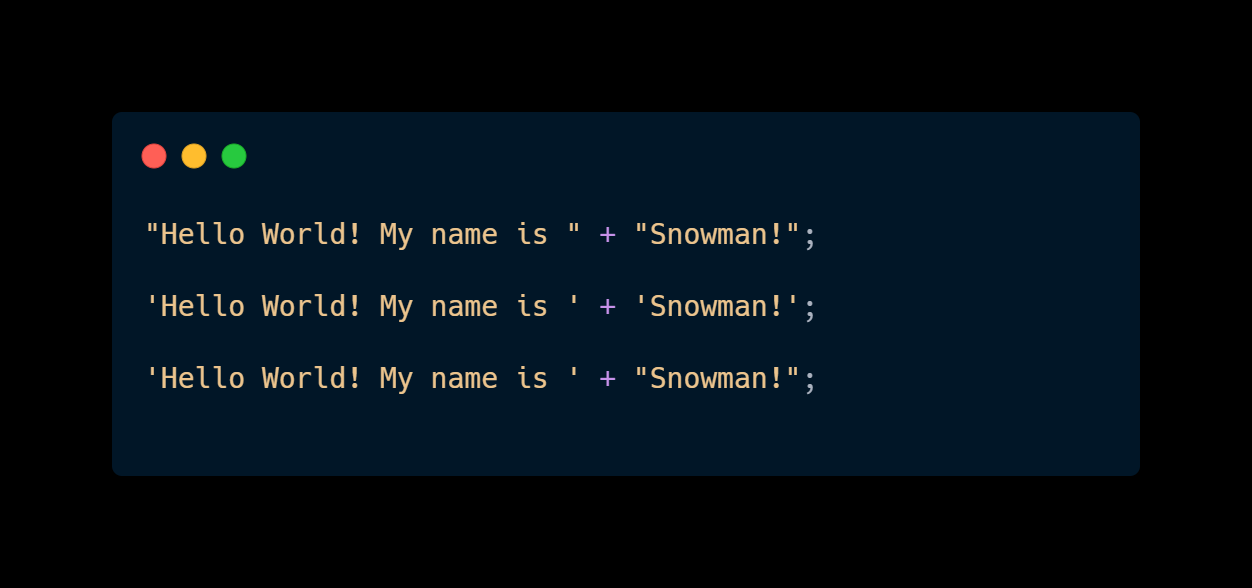 "Hello World! My name is " + "Snowman!";
'Hello World! My name is ' + 'Snowman!';
'Hello World! My name is ' + "Snowman!";